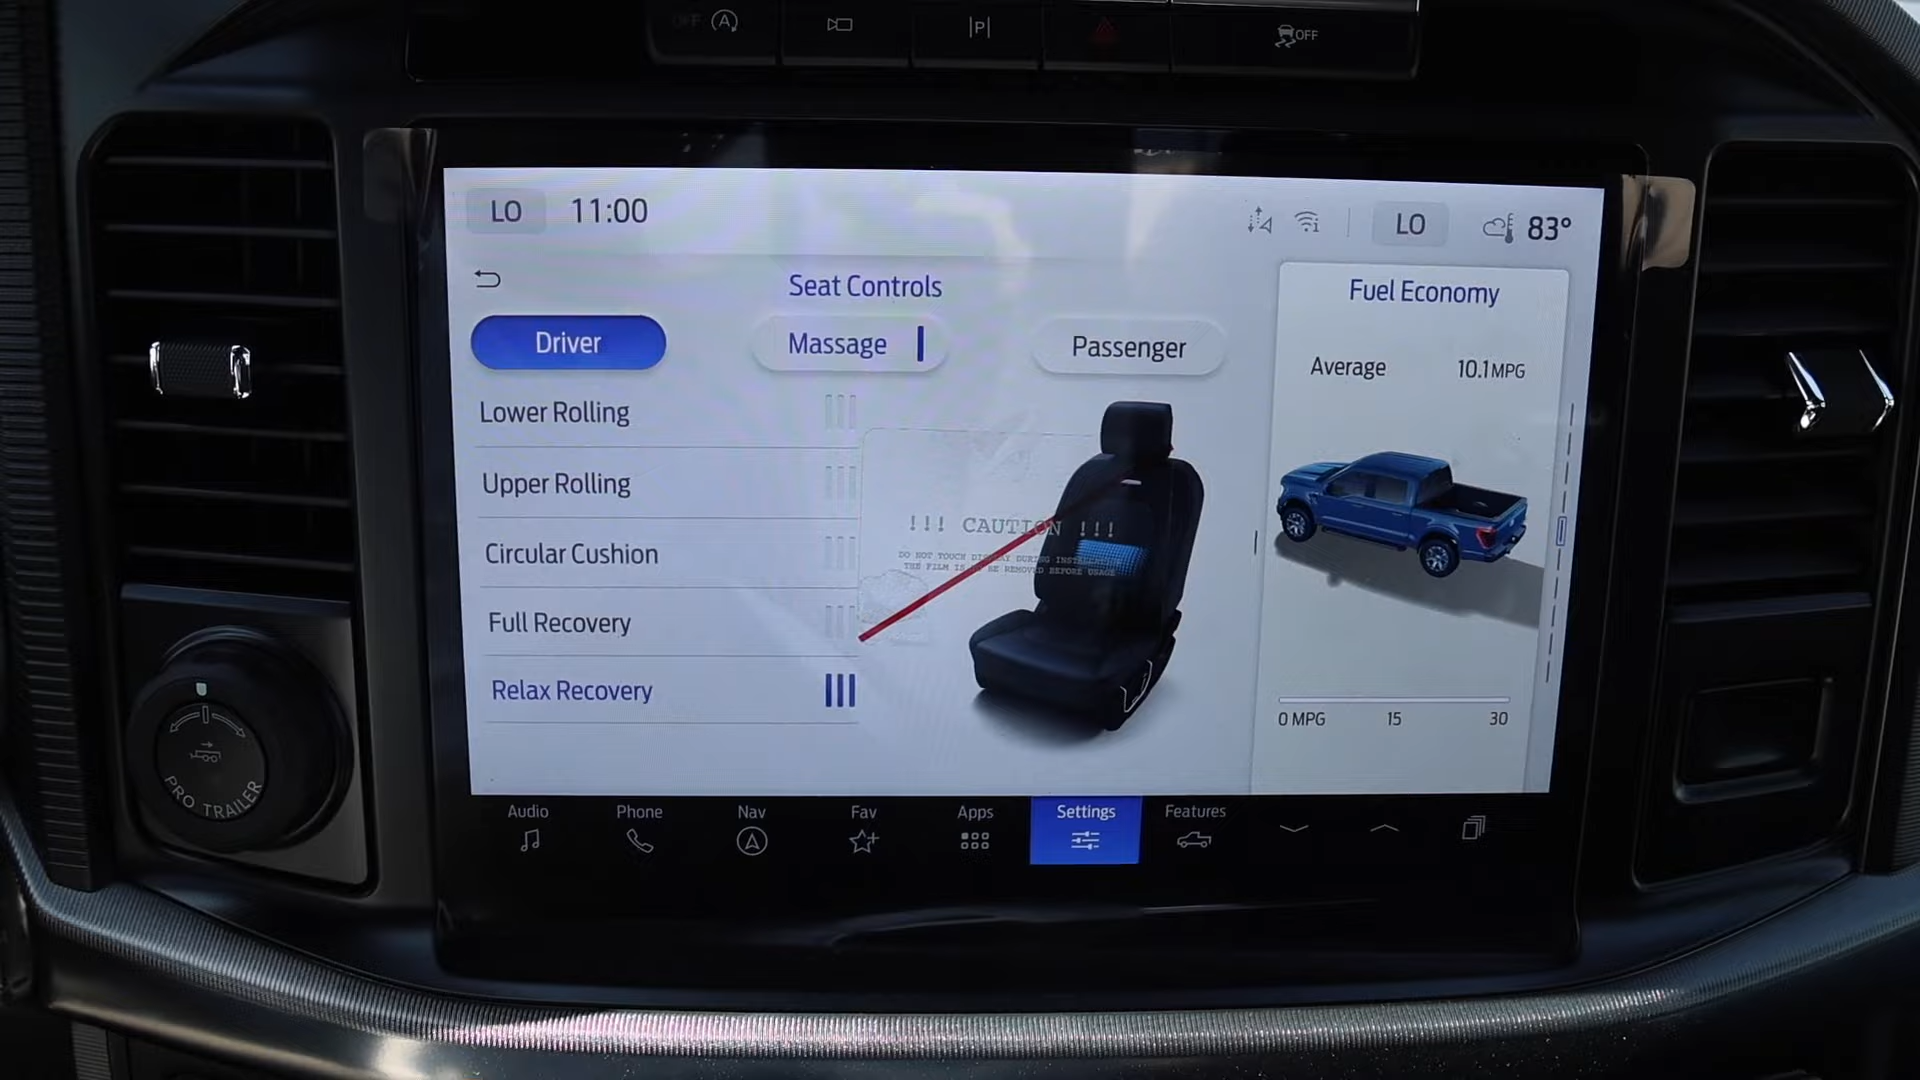 OFF A
P
OFF
LO 11:00
LO 83°
Seat Controls
Driver Massage Passenger
Lower Rolling
Upper Rolling
Circular Cushion
Full Recovery
Relax Recovery
!!! CAUTION !!!
DO NOT TOUCH DISPLAY DURING
THE FILM IS BE REMOVED BEFORE USAGE
Fuel Economy
Average 10.1 MPG
0 MPG 15 30
PRO TRAILER
Audio Phone Nav Fav Apps Settings Features